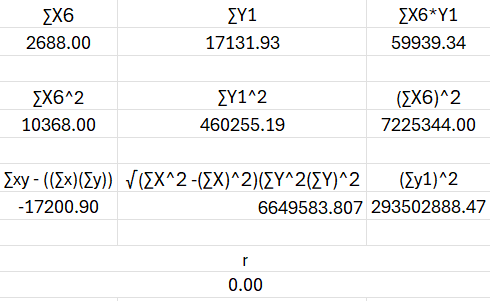 ∑X6 ∑Y1 ∑X6*Y1
2688.00 17131.93 59939.34
∑X6^2 ∑Y1^2 (∑X6)^2
10368.00 460255.19 7225344.00
∑xy - ((∑x)(∑y)) √(∑X^2 -(∑X)^2)(∑Y^2(∑Y)^2 (∑y1)^2
-17200.90 6649583.807 293502888.47
r
0.00